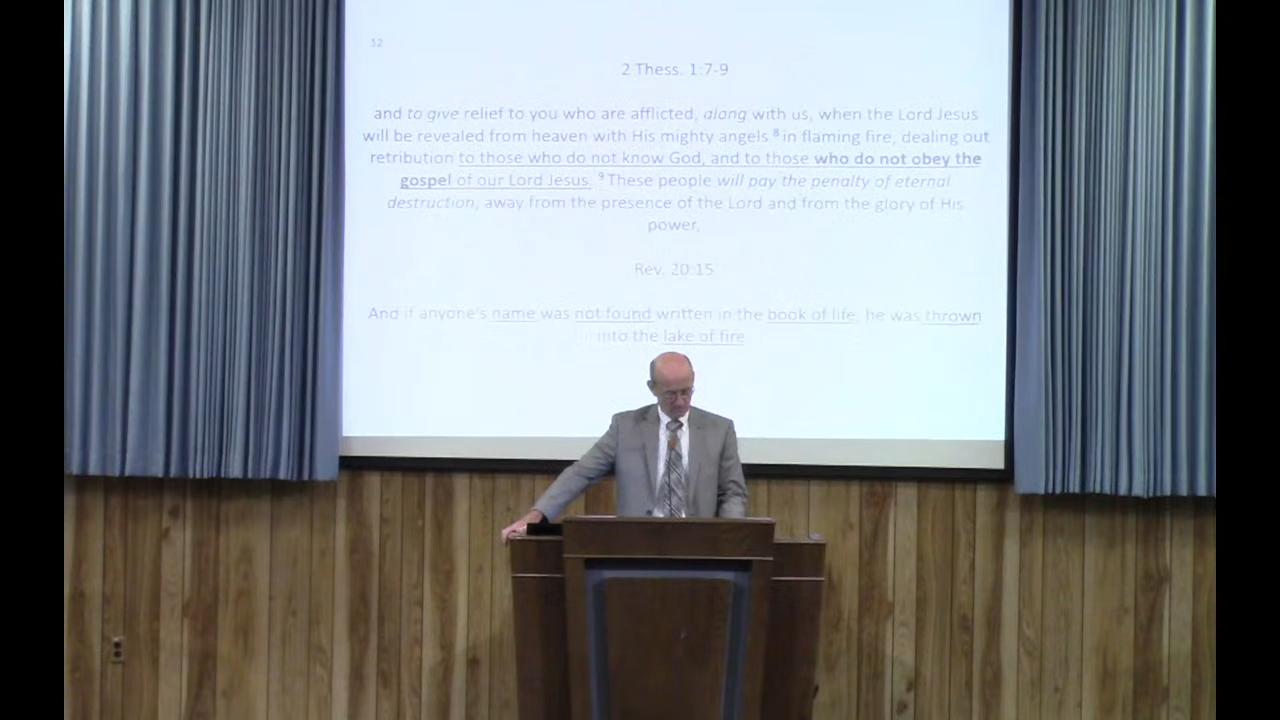 52
2 Thess. 1:7-9
and to give relief to you who are afflicted, along with us, when the Lord Jesus
will be revealed from heaven with His mighty angels 8 in flaming fire, dealing out
retribution to those who do not know God, and to those who do not obey the
gospel of our Lord Jesus. 9 These people will pay the penalty of eternal
destruction, away from the presence of the Lord and from the glory of His
power,
Rev. 20:15
And if anyone's name was not found written in the book of life, he was thrown
into the lake of fire